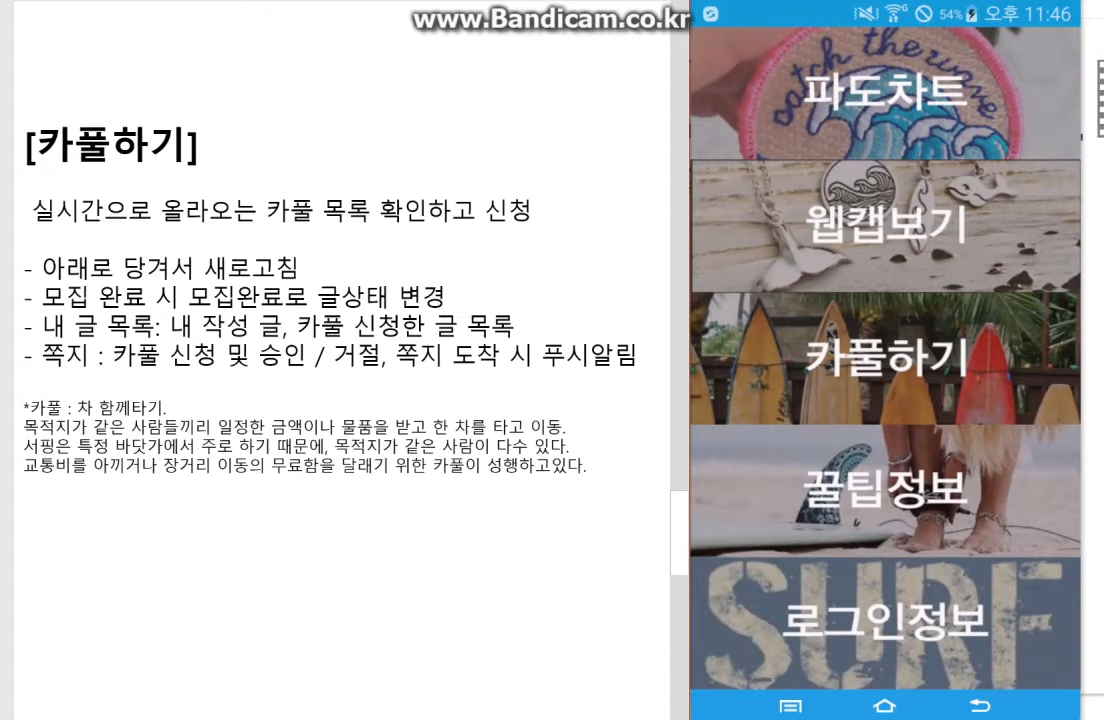 www.Bandicam.co.kr
[카풀하기]
실시간으로 올라오는 카풀 목록 확인하고 신청
- 아래로 당겨서 새로고침
- 모집 완료 시 모집완료로 글상태 변경
- 내 글 목록: 내 작성 글, 카풀 신청한 글 목록
- 쪽지 : 카풀 신청 및 승인 / 거절, 쪽지 도착 시 푸시알림
*카풀 : 차 함께타기.
목적지가 같은 사람들끼리 일정한 금액이나 물품을 받고 한 차를 타고 이동.
서핑은 특정 바닷가에서 주로 하기 때문에, 목적지가 같은 사람이 다수 있다.
교통비를 아끼거나 장거리 이동의 무료함을 달래기 위한 카풀이 성행하고있다.
54% 오후 11:46
catch the wave
파도차트
웹캡보기
카풀하기
꿀팁정보
SURF
로그인정보